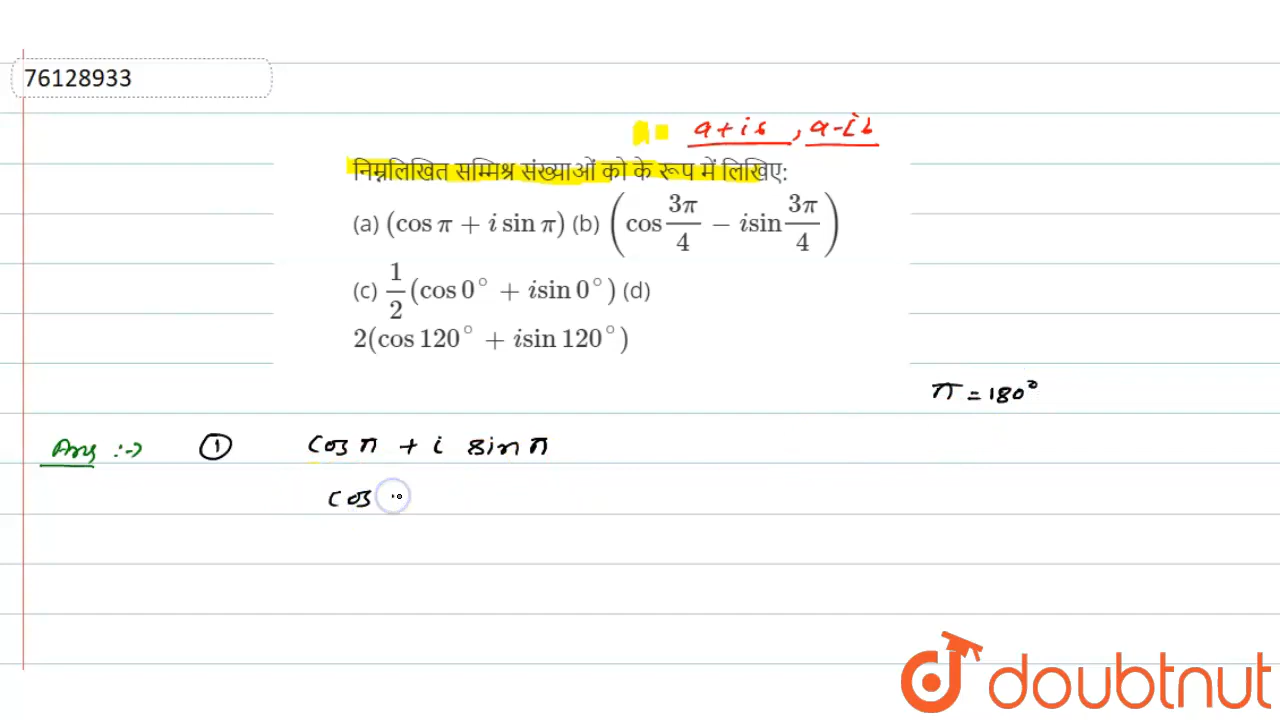 76128933
a+ib, a-ib
निम्नलिखित सम्मिश्र संख्याओं को के रूप में लिखिए:
(a) (cos π + i sin π) (b) (cos 3π/4 − isin 3π/4)
(c) 1/2 (cos 0° + isin 0°) (d)
2(cos 120° + isin 120°)
π = 180°
Ans :-> ① cos π + i sin π
cos
doubtnut